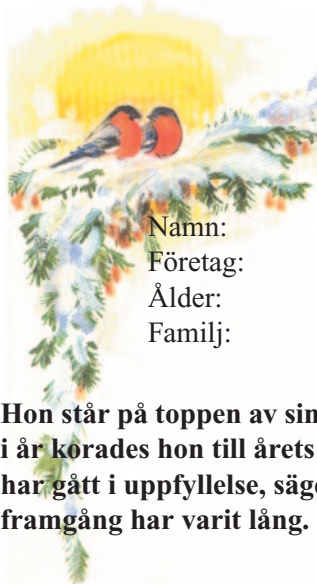 Namn:
Företag:
Ålder:
Familj:
Hon står på toppen av sin
i år korades hon till årets
har gått i uppfyllelse, säge
framgång har varit lång.